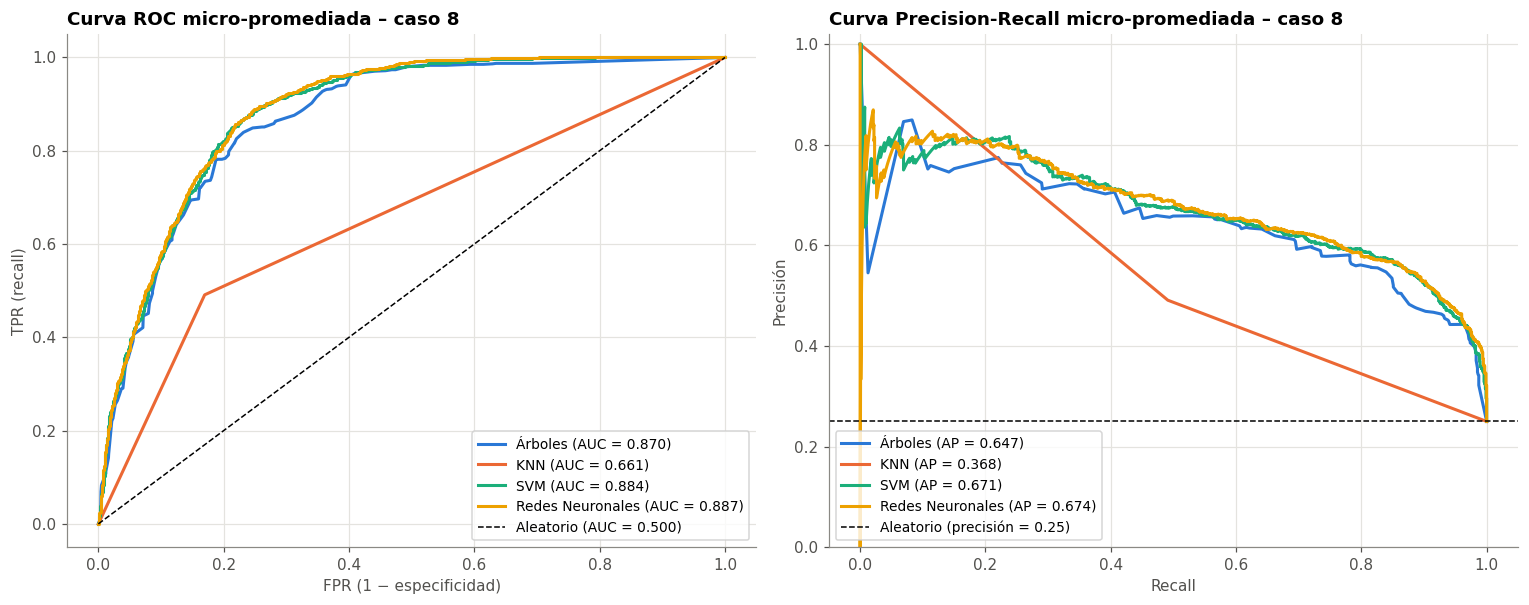 Curva ROC micro-promediada – caso 8
TPR (recall)
1.0
0.8
0.6
0.4
0.2
0.0
Árboles (AUC = 0.870)
KNN (AUC = 0.661)
SVM (AUC = 0.884)
Redes Neuronales (AUC = 0.887)
Aleatorio (AUC = 0.500)
0.0 0.2 0.4 0.6 0.8 1.0
FPR (1 − especificidad)
Curva Precision-Recall micro-promediada – caso 8
Precisión
1.0
0.8
0.6
0.4
0.2
0.0
Árboles (AP = 0.647)
KNN (AP = 0.368)
SVM (AP = 0.671)
Redes Neuronales (AP = 0.674)
Aleatorio (precisión = 0.25)
0.0 0.2 0.4 0.6 0.8 1.0
Recall